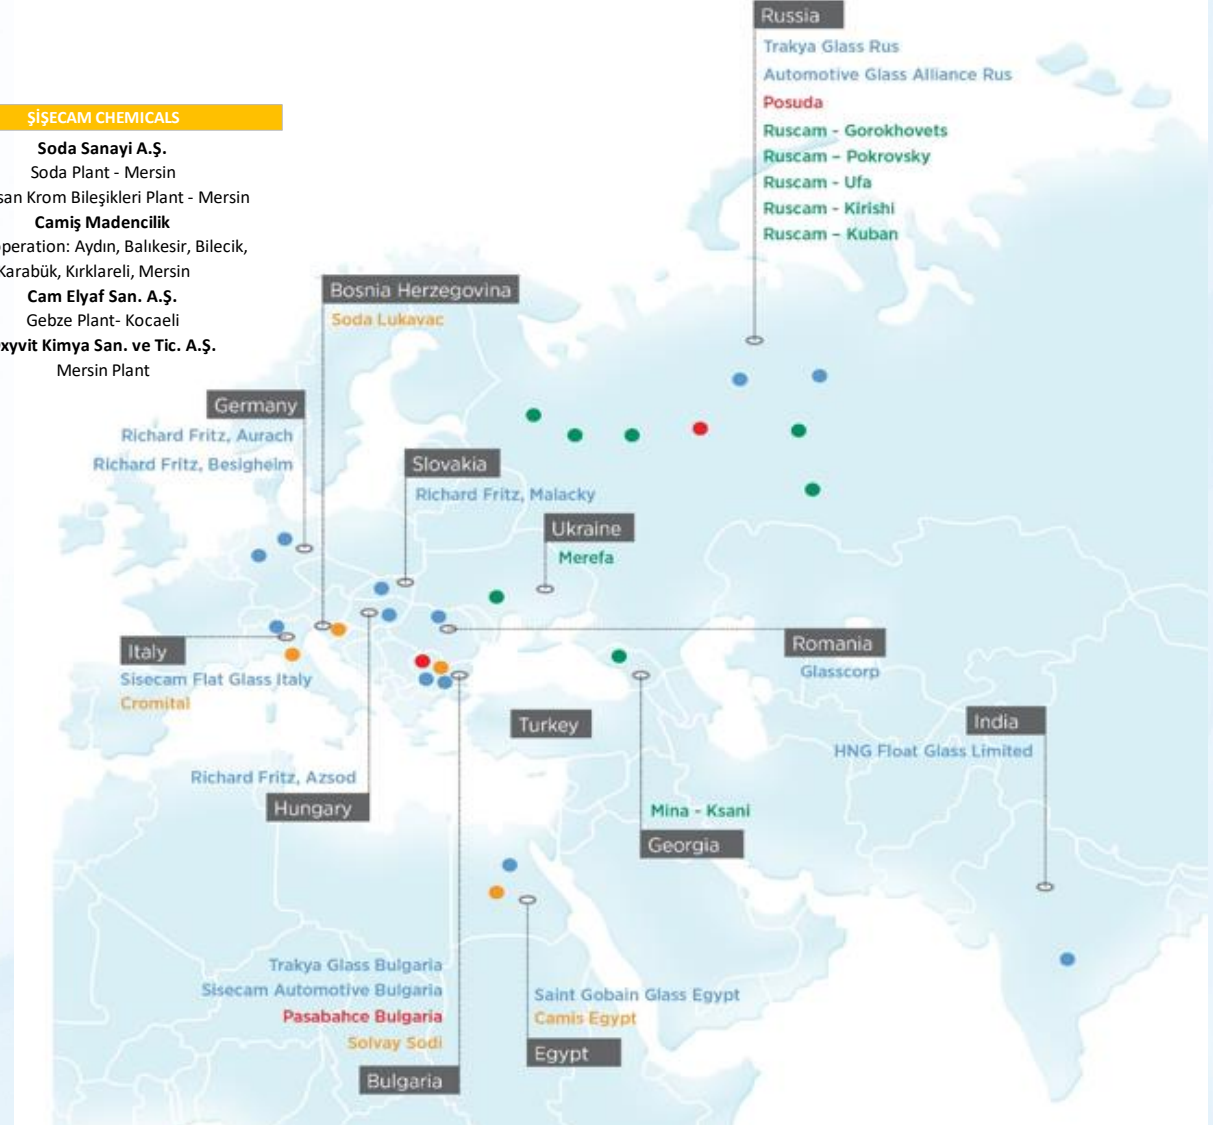 Russia
Trakya Glass Rus
Automotive Glass Alliance Rus
Posuda
Ruscam - Gorokhovets
Ruscam – Pokrovsky
Ruscam - Ufa
Ruscam - Kirishi
Ruscam – Kuban
ŞİŞECAM CHEMICALS
Soda Sanayi A.Ş.
Soda Plant - Mersin
san Krom Bileşikleri Plant - Mersin
Camiş Madencilik
peration: Aydın, Balıkesir, Bilecik,
Karabük, Kırklareli, Mersin
Cam Elyaf San. A.Ş.
Gebze Plant- Kocaeli
xyvit Kimya San. ve Tic. A.Ş.
Mersin Plant
Bosnia Herzegovina
Soda Lukavac
Germany
Richard Fritz, Aurach
Richard Fritz, Besigheim
Slovakia
Richard Fritz, Malacky
Ukraine
Merefa
Italy
Sisecam Flat Glass Italy
Cromital
Romania
Glasscorp
Turkey
India
HNG Float Glass Limited
Richard Fritz, Azsod
Hungary
Mina - Ksani
Georgia
Trakya Glass Bulgaria
Sisecam Automotive Bulgaria
Pasabahce Bulgaria
Solvay Sodi
Bulgaria
Saint Gobain Glass Egypt
Camis Egypt
Egypt